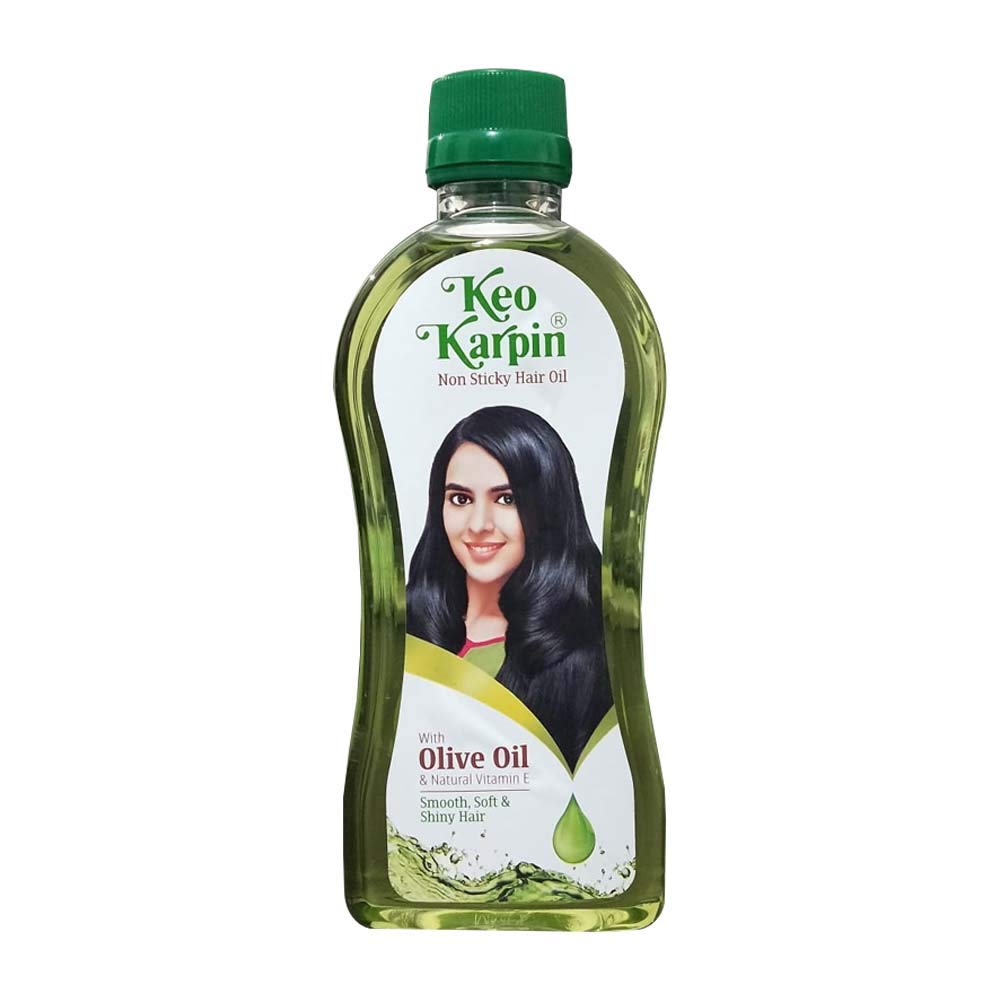 Keo
Karpin®
Non Sticky Hair Oil
With
Olive Oil
& Natural Vitamin E
Smooth, Soft &
Shiny Hair